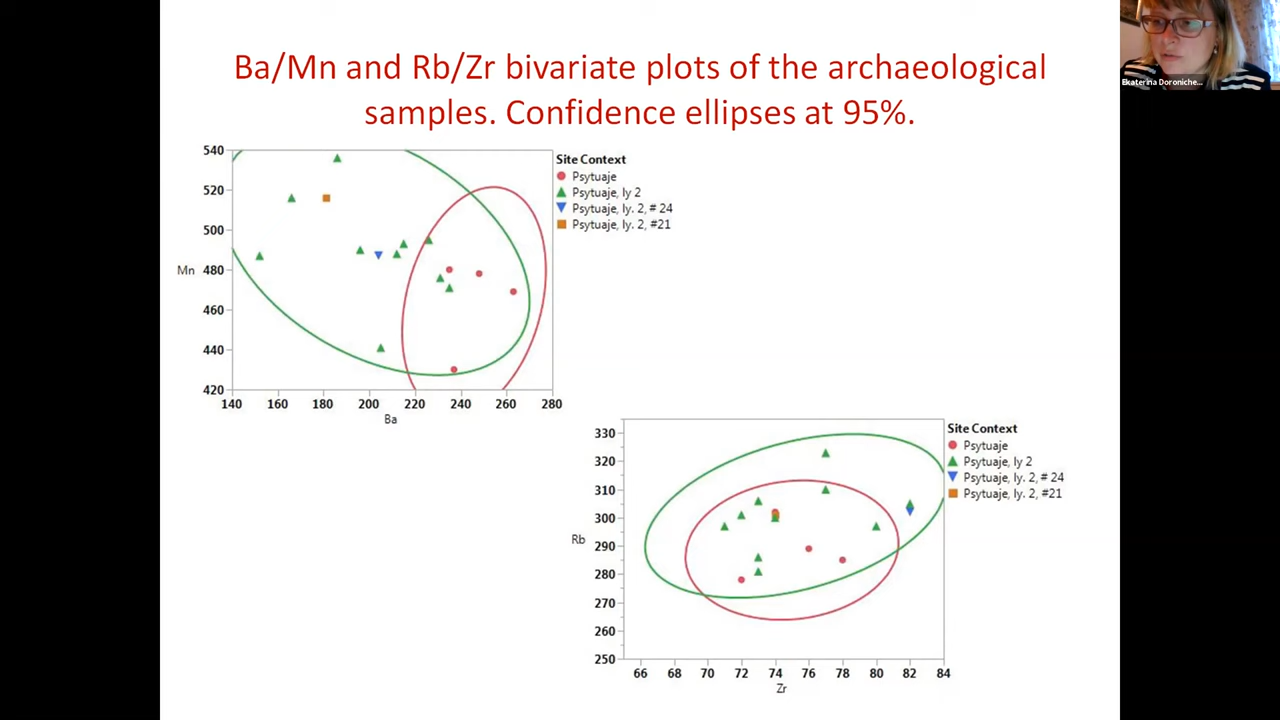 Ba/Mn and Rb/Zr bivariate plots of the archaeological
samples. Confidence ellipses at 95%.
Ekaterina Doroniche...
540
520
500
480
460
440
420
Mn
140 160 180 200 220 240 260 280
Ba
Site Context
Psytuaje
Psytuaje, ly 2
Psytuaje, ly. 2, # 24
Psytuaje, ly. 2, #21
330
320
310
300
290
280
270
260
250
Rb
66 68 70 72 74 76 78 80 82 84
Zr
Site Context
Psytuaje
Psytuaje, ly 2
Psytuaje, ly. 2, # 24
Psytuaje, ly. 2, #21